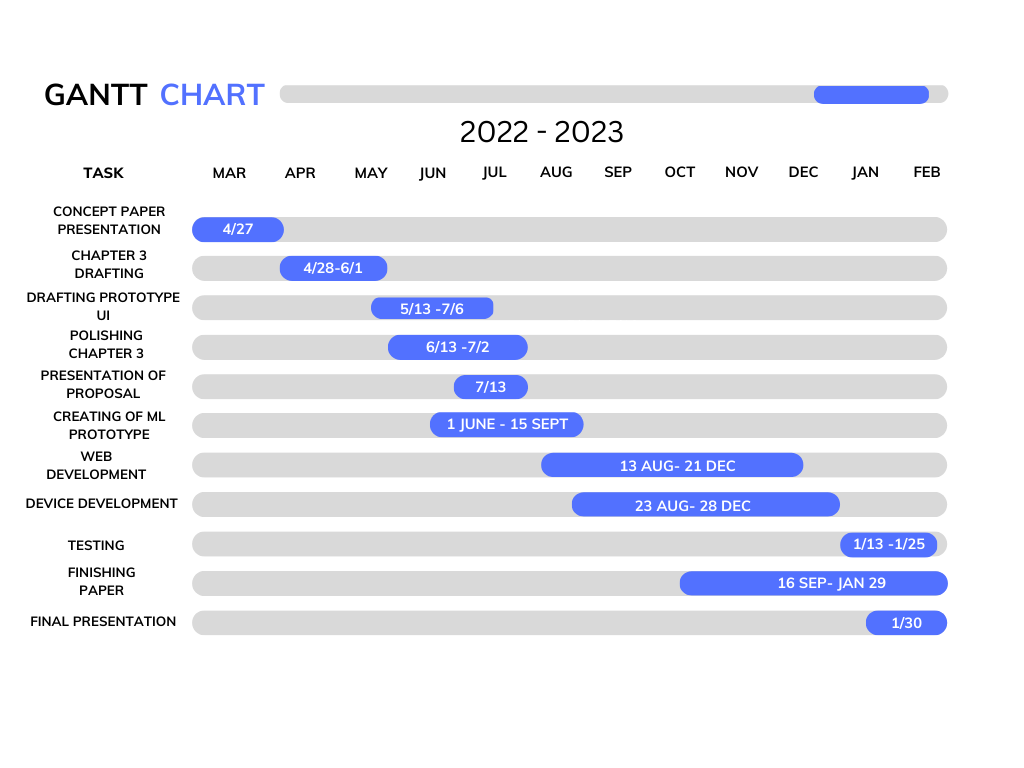 GANTT CHART
2022 - 2023
TASK MAR APR MAY JUN JUL AUG SEP OCT NOV DEC JAN FEB
CONCEPT PAPER
PRESENTATION
4/27
CHAPTER 3
DRAFTING
4/28-6/1
DRAFTING PROTOTYPE
UI
5/13 -7/6
POLISHING
CHAPTER 3
6/13 -7/2
PRESENTATION OF
PROPOSAL
7/13
CREATING OF ML
PROTOTYPE
1 JUNE - 15 SEPT
WEB
DEVELOPMENT
13 AUG- 21 DEC
DEVICE DEVELOPMENT
23 AUG- 28 DEC
TESTING
1/13 -1/25
FINISHING
PAPER
16 SEP- JAN 29
FINAL PRESENTATION
1/30